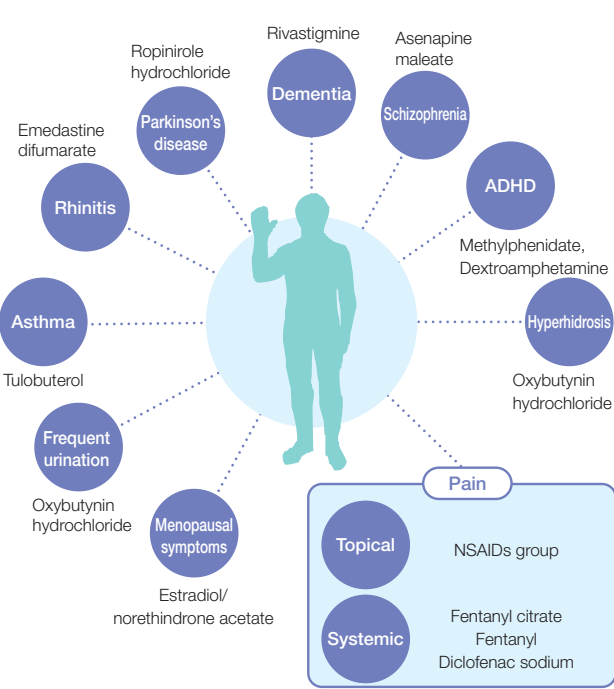 Rivastigmine
Dementia
Asenapine
maleate
Schizophrenia
ADHD
Methylphenidate,
Dextroamphetamine
Hyperhidrosis
Oxybutynin
hydrochloride
Pain
Topical
NSAIDs group
Systemic
Fentanyl citrate
Fentanyl
Diclofenac sodium
Menopausal
symptoms
Estradiol/
norethindrone acetate
Frequent
urination
Oxybutynin
hydrochloride
Asthma
Tulobuterol
Emedastine
difumarate
Rhinitis
Ropinirole
hydrochloride
Parkinson's
disease